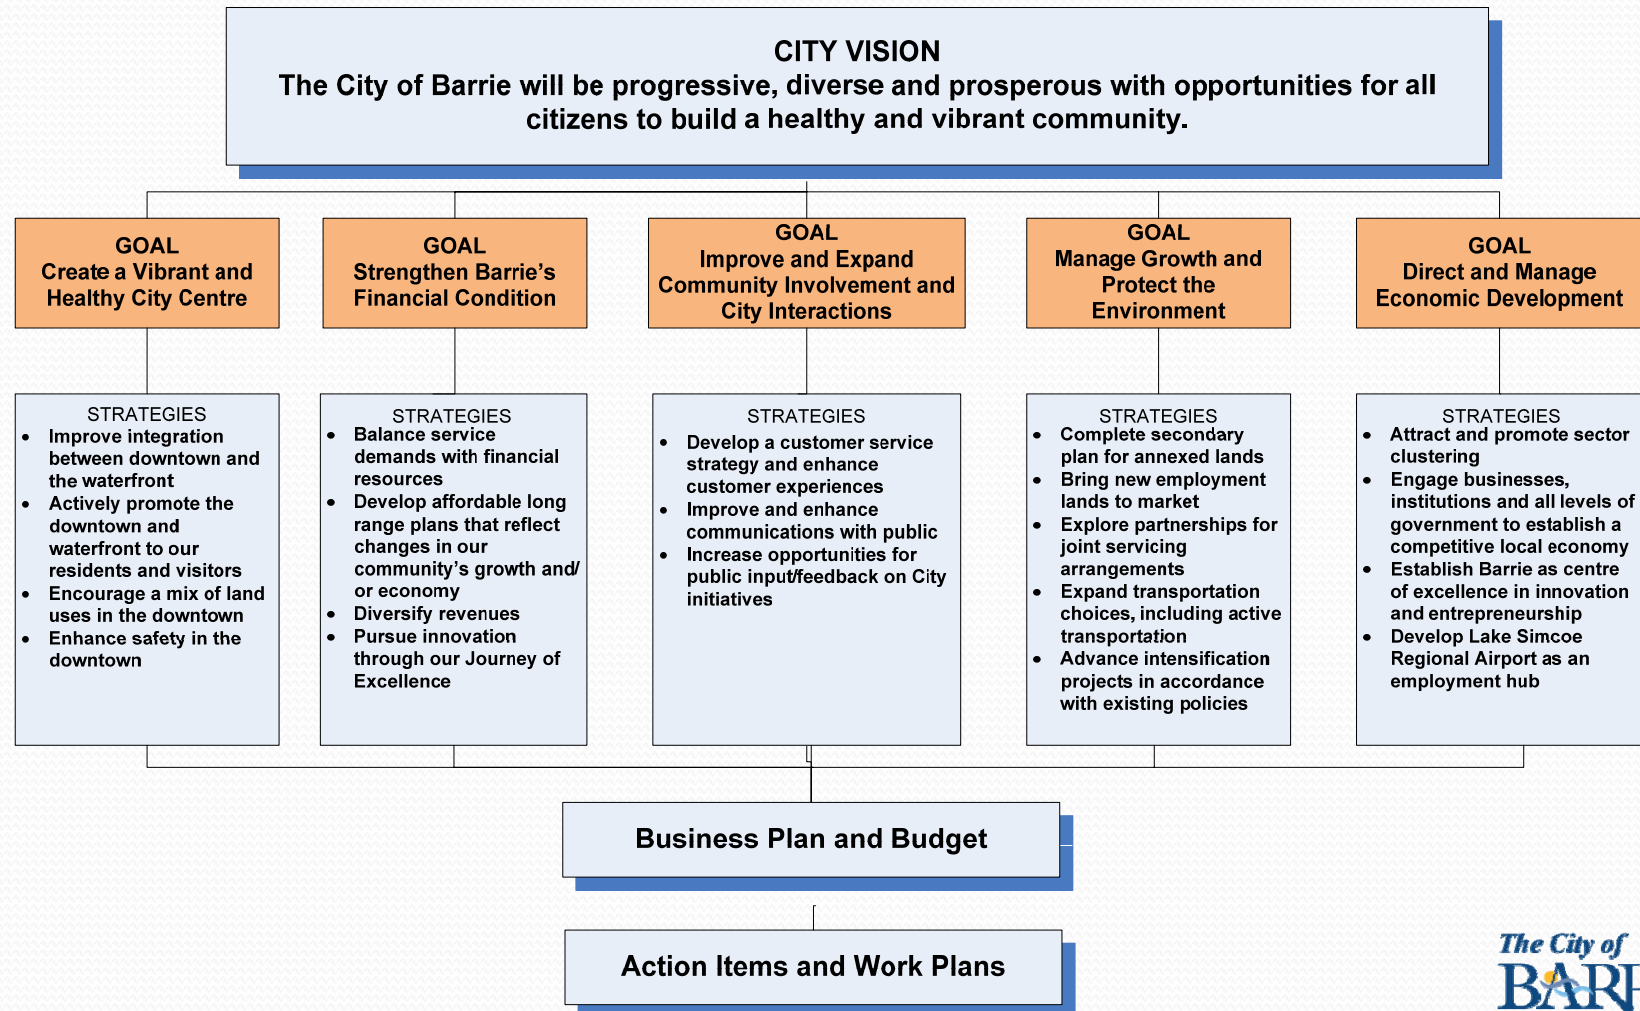 CITY VISION
The City of Barrie will be progressive, diverse and prosperous with opportunities for all
citizens to build a healthy and vibrant community.
GOAL
Create a Vibrant and
Healthy City Centre
GOAL
Strengthen Barrie's
Financial Condition
GOAL
Improve and Expand
Community Involvement and
City Interactions
GOAL
Manage Growth and
Protect the
Environment
GOAL
Direct and Manage
Economic Development
STRATEGIES
• Improve integration
between downtown and
the waterfront
• Actively promote the
downtown and
waterfront to our
residents and visitors
• Encourage a mix of land
uses in the downtown
• Enhance safety in the
downtown
STRATEGIES
• Balance service
demands with financial
resources
• Develop affordable long
range plans that reflect
changes in our
community's growth and/
or economy
• Diversify revenues
• Pursue innovation
through our Journey of
Excellence
STRATEGIES
• Develop a customer service
strategy and enhance
customer experiences
• Improve and enhance
communications with public
• Increase opportunities for
public input/feedback on City
initiatives
STRATEGIES
• Complete secondary
plan for annexed lands
• Bring new employment
lands to market
• Explore partnerships for
joint servicing
arrangements
• Expand transportation
choices, including active
transportation
• Advance intensification
projects in accordance
with existing policies
STRATEGIES
• Attract and promote sector
clustering
• Engage businesses,
institutions and all levels of
government to establish a
competitive local economy
• Establish Barrie as centre
of excellence in innovation
and entrepreneurship
• Develop Lake Simcoe
Regional Airport as an
employment hub
Business Plan and Budget
Action Items and Work Plans
The City of